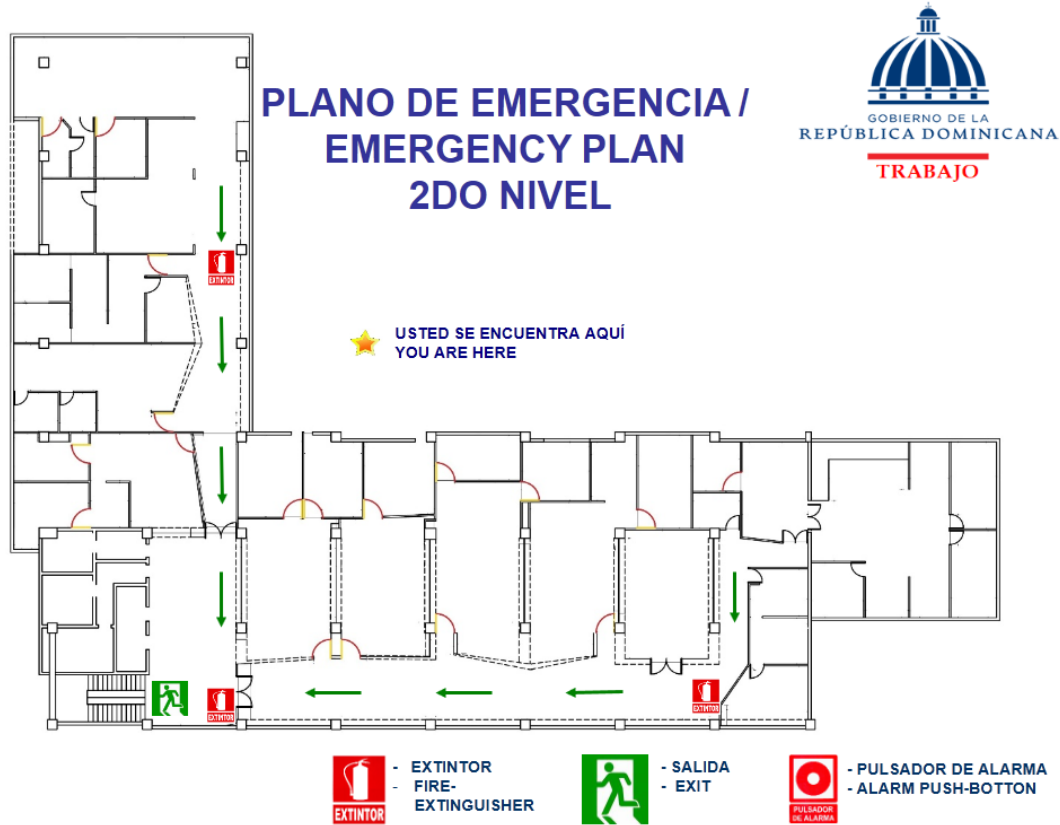 PLANO DE EMERGENCIA /
EMERGENCY PLAN
2DO NIVEL
GOBIERNO DE LA
REPÚBLICA DOMINICANA
TRABAJO
EXTINTOR
USTED SE ENCUENTRA AQUÍ
YOU ARE HERE
EXTINTOR
EXTINTOR
EXTINTOR
- EXTINTOR
- FIRE-
EXTINGUISHER
- SALIDA
- EXIT
PULSADOR
DE ALARMA
- PULSADOR DE ALARMA
- ALARM PUSH-BOTTON